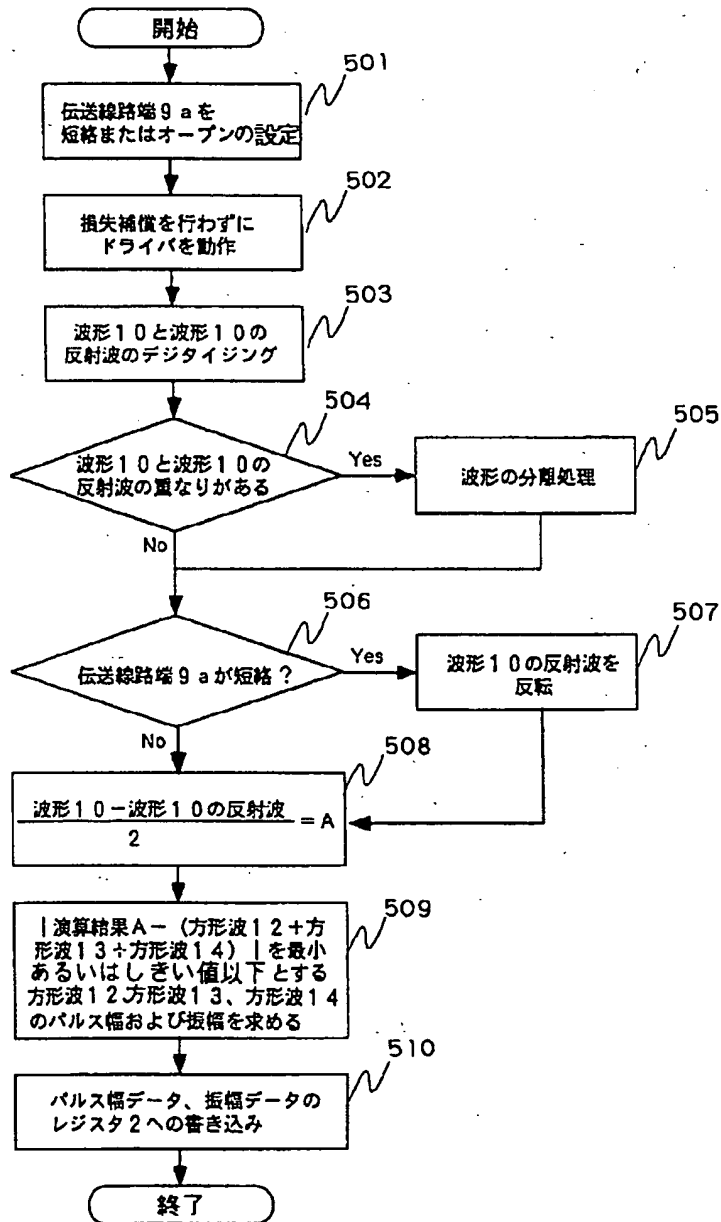 開始
501
伝送線路端9aを
短絡またはオープンの設定
502
損失補償を行わずに
ドライバを動作
503
波形10と波形10の
反射波のデジタイジング
504
波形10と波形10の
反射波の重なりがある
Yes
505
波形の分離処理
No
506
伝送線路端9aが短絡？
Yes
507
波形10の反射波を
反転
No
508
波形10－波形10の反射波
2
＝A
509
｜演算結果A－（方形波12＋方
形波13÷方形波14）｜を最小
あるいはしきい値以下とする
方形波12、方形波13、方形波14
のパルス幅および振幅を求める
510
パルス幅データ、振幅データの
レジスタ2への書き込み
終了